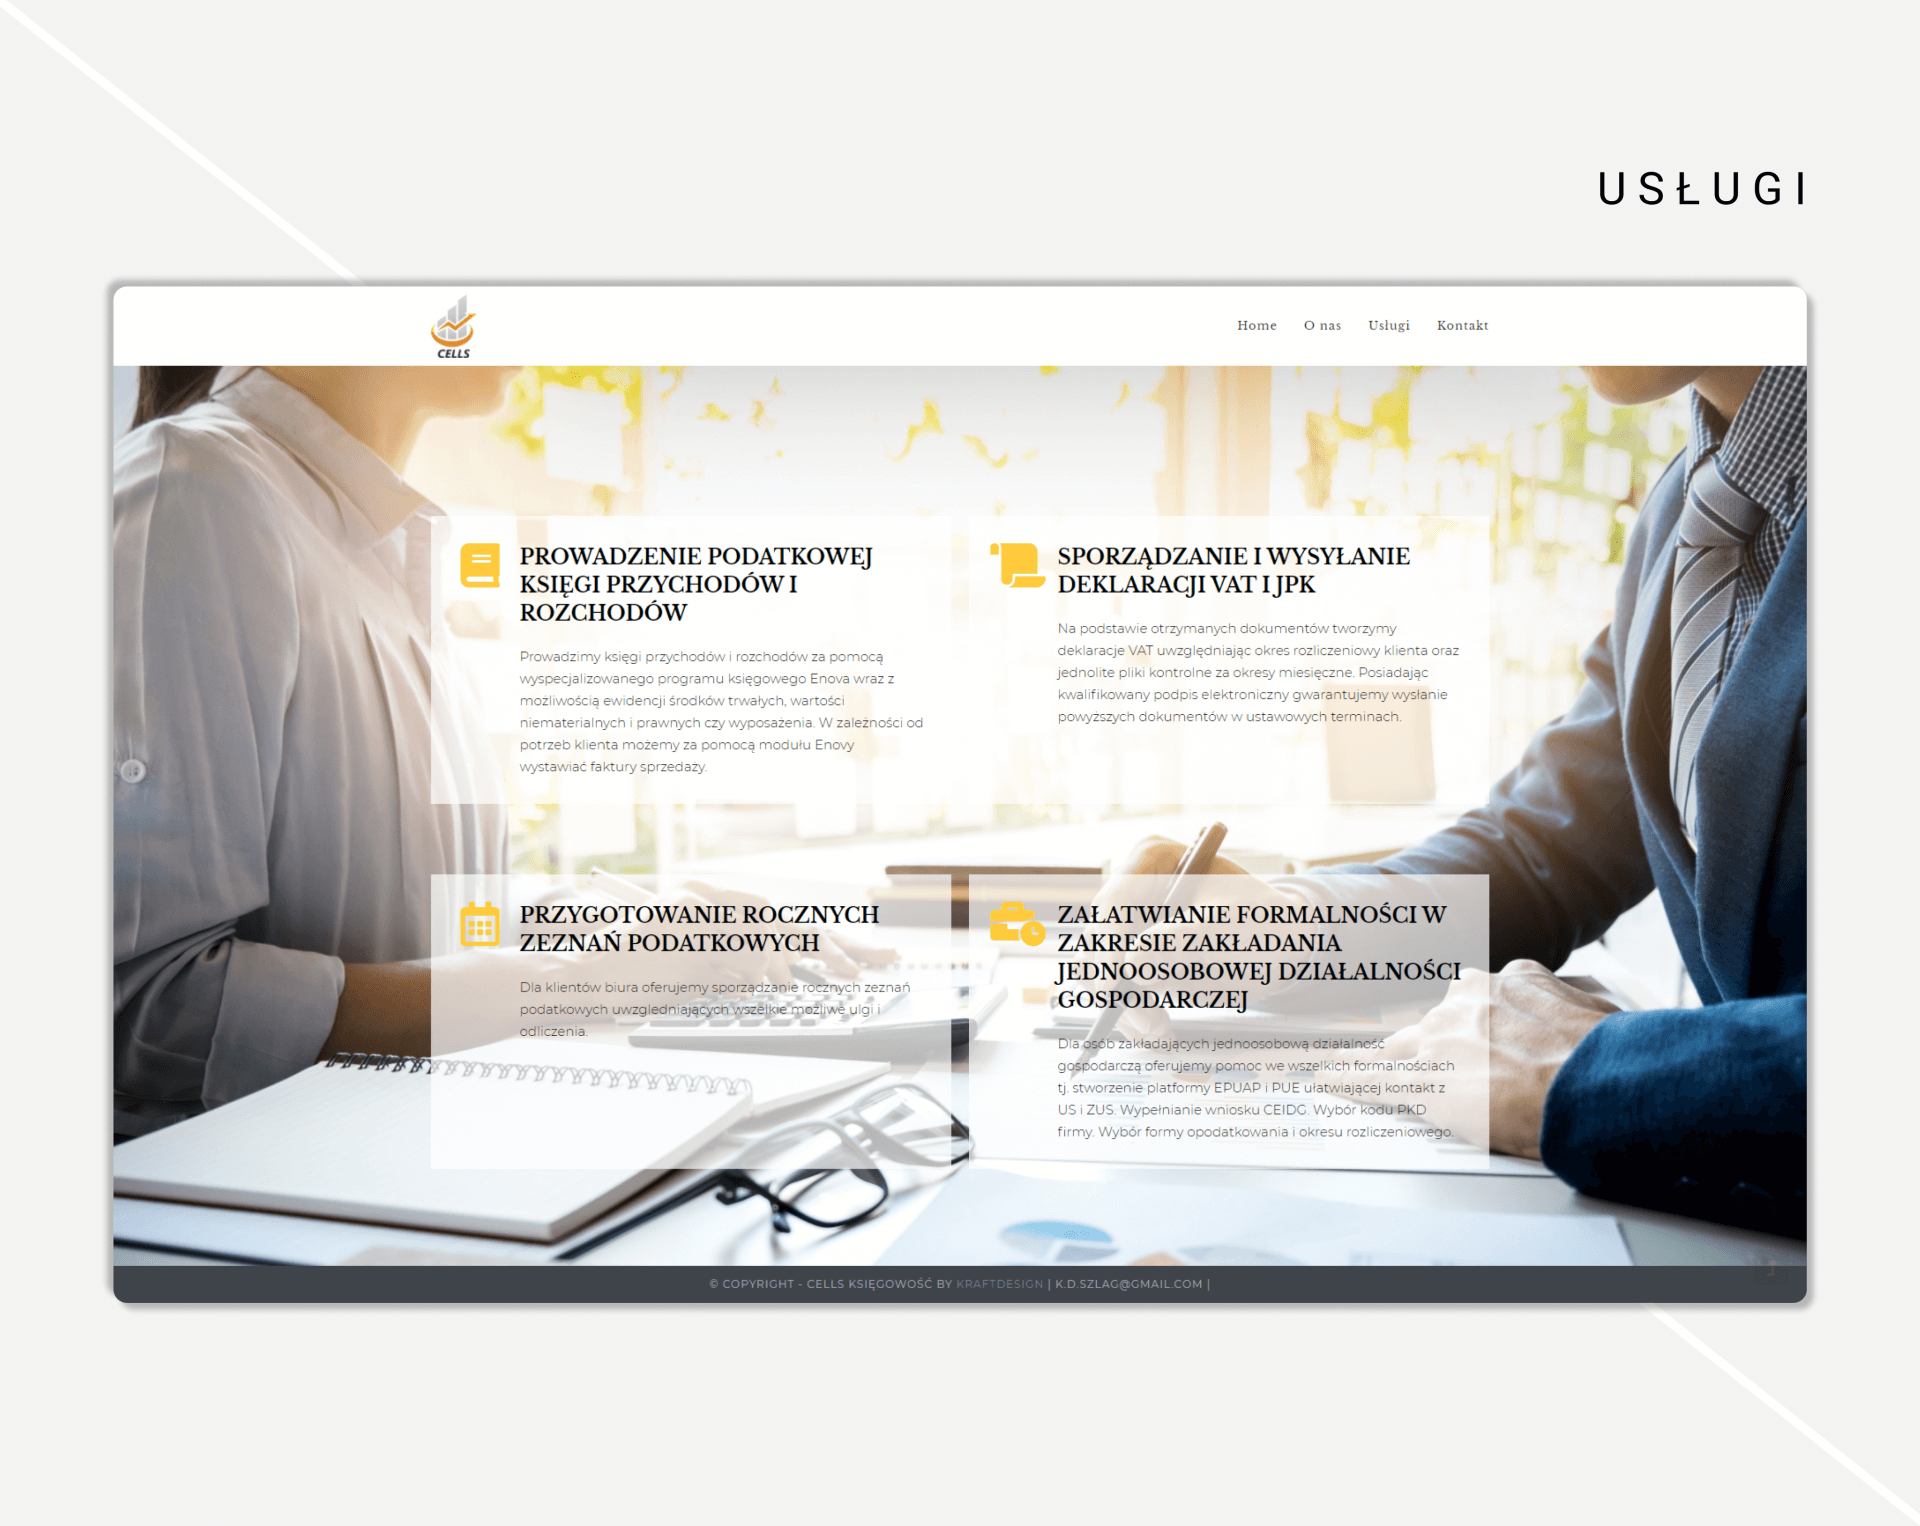 USŁUGI
CELLS
Home O nas Usługi Kontakt
PROWADZENIE PODATKOWEJ
KSIĘGI PRZYCHODÓW I
ROZCHODÓW
Prowadzimy księgi przychodów i rozchodów za pomocą
wyspecjalizowanego programu księgowego Enova wraz z
możliwością ewidencji środków trwałych, wartości
niematerialnych i prawnych czy wyposażenia. W zależności od
potrzeb klienta możemy za pomocą modułu Enovy
wystawiać faktury sprzedaży.
SPORZĄDZANIE I WYSYŁANIE
DEKLARACJI VAT I JPK
Na podstawie otrzymanych dokumentów tworzymy
deklaracje VAT uwzględniając okres rozliczeniowy klienta oraz
jednolite pliki kontrolne za okresy miesięczne. Posiadając
kwalifikowany podpis elektroniczny gwarantujemy wysłanie
powyższych dokumentów w ustawowych terminach.
PRZYGOTOWANIE ROCZNYCH
ZEZNAŃ PODATKOWYCH
Dla klientów biura oferujemy sporządzanie rocznych zeznań
podatkowych uwzględniających wszelkie możliwe ulgi i
odliczenia.
ZAŁATWIANIE FORMALNOŚCI W
ZAKRESIE ZAKŁADANIA
JEDNOOSOBOWEJ DZIAŁALNOŚCI
GOSPODARCZEJ
Dla osób zakładających jednoosobową działalność
gospodarczą oferujemy pomoc we wszelkich formalnościach
tj. stworzenie platformy EPUAP i PUE ułatwiającej kontakt z
US i ZUS. Wypełnianie wniosku CEIDG. Wybór kodu PKD
firmy. Wybór formy opodatkowania i okresu rozliczeniowego.
© COPYRIGHT - CELLS KSIĘGOWOŚĆ BY KRAFTDESIGN | K.D.SZLAG@GMAIL.COM |